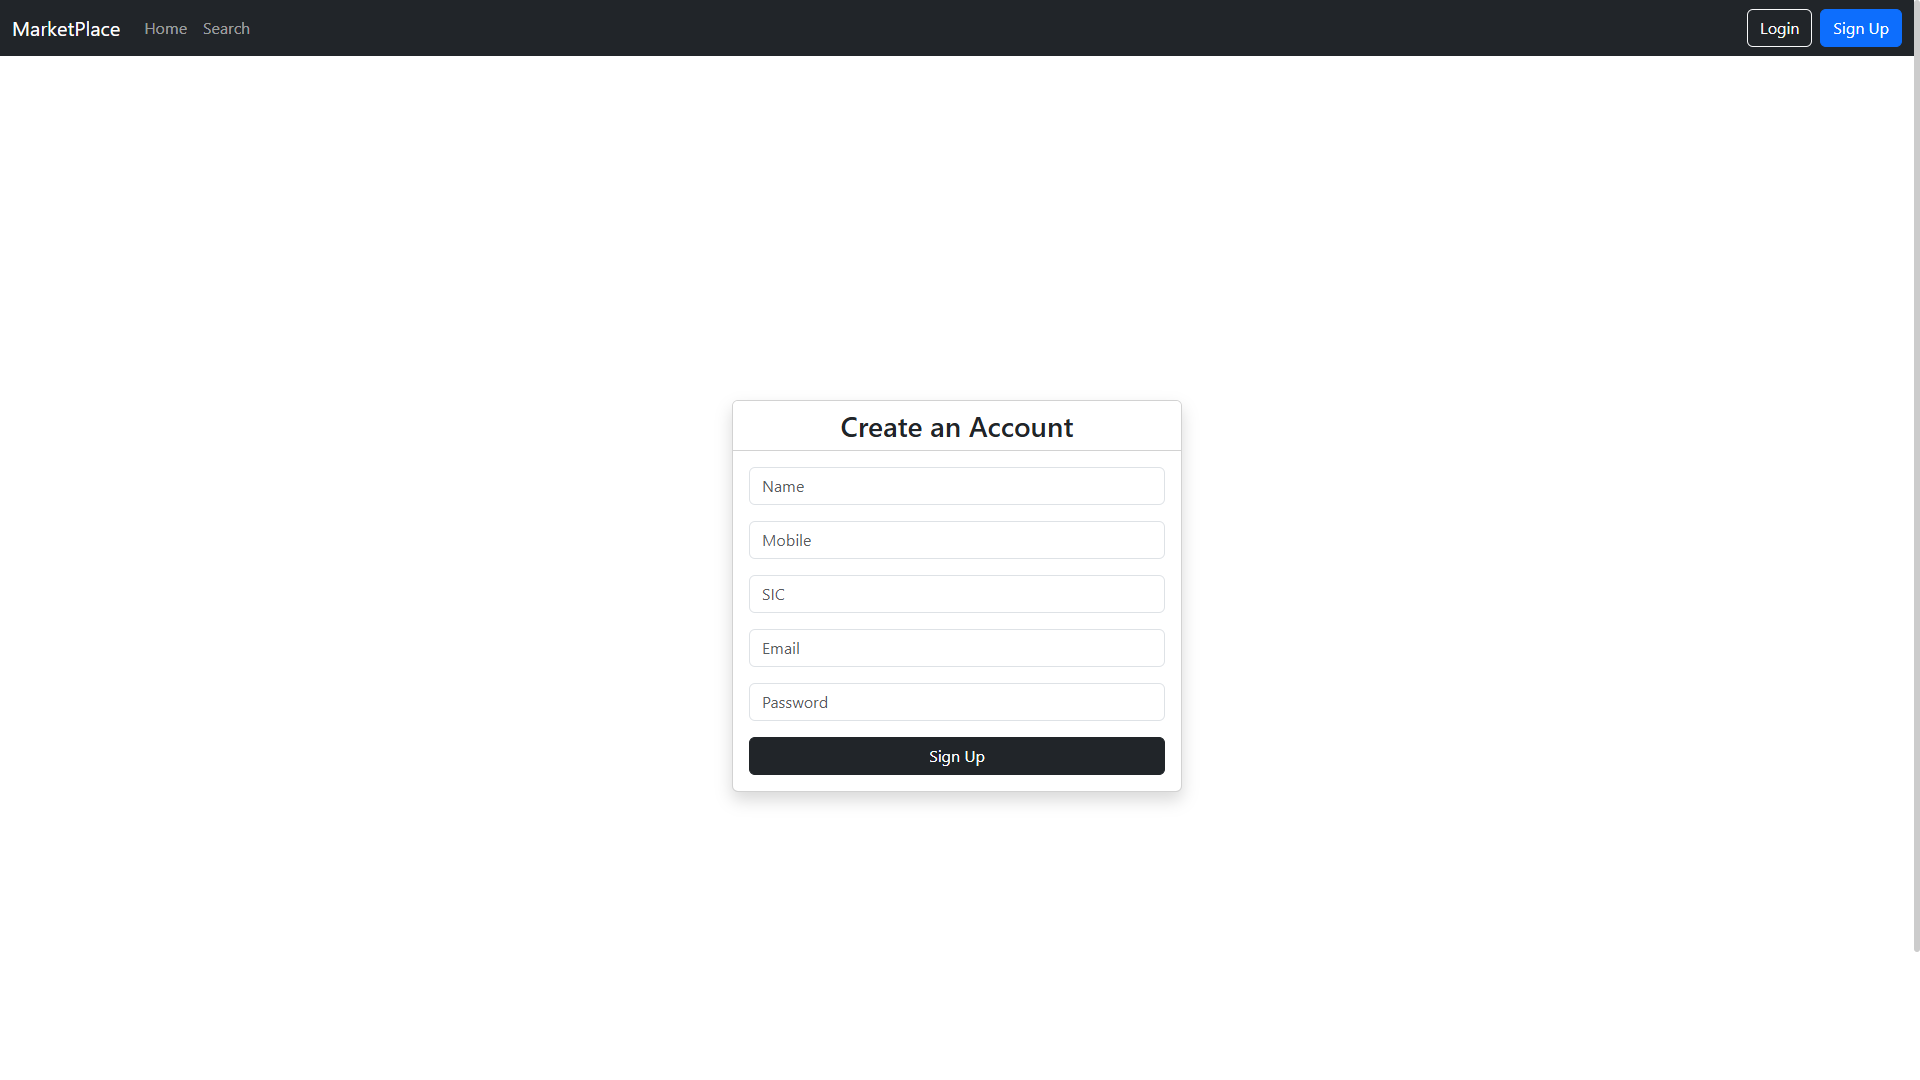 MarketPlace Home Search Login Sign Up
Create an Account
Name
Mobile
SIC
Email
Password
Sign Up